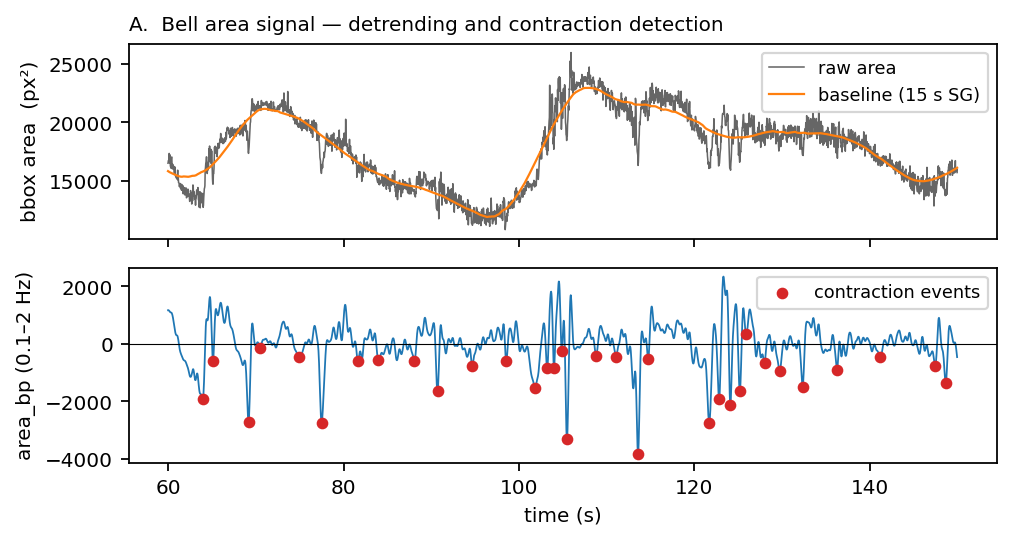 A.  Bell area signal — detrending and contraction detection
bbox area (px²)
25000
20000
15000
raw area
baseline (15 s SG)
area_bp (0.1–2 Hz)
2000
0
−2000
−4000
contraction events
60
80
100
120
140
time (s)